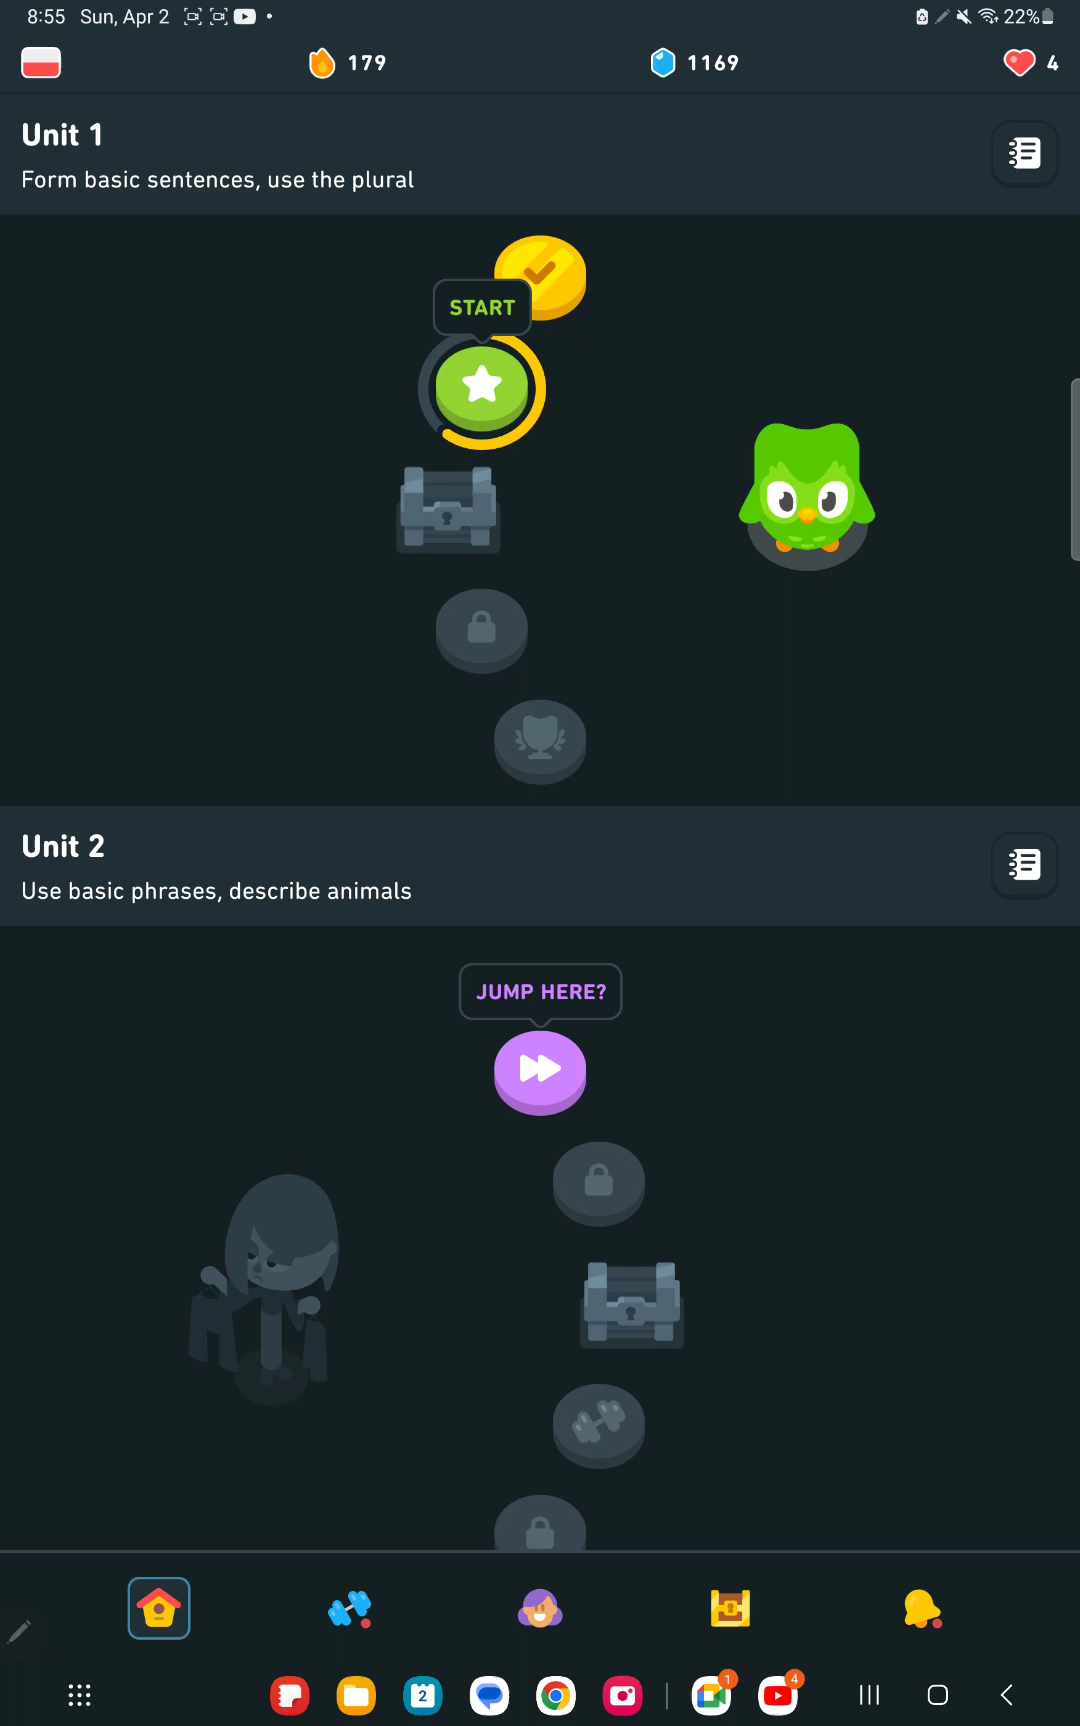 8:55 Sun, Apr 2 22%
179 1169 4
Unit 1
Form basic sentences, use the plural
START
Unit 2
Use basic phrases, describe animals
JUMP HERE?
2 1 4